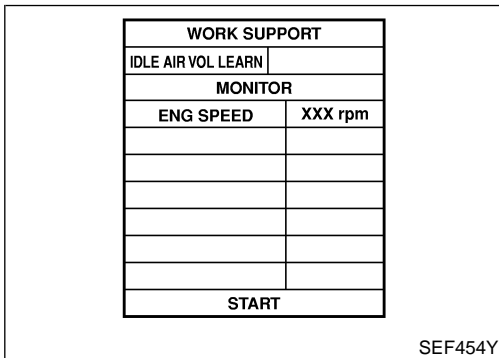 WORK SUPPORT
IDLE AIR VOL LEARN
MONITOR
ENG SPEED XXX rpm
START
SEF454Y